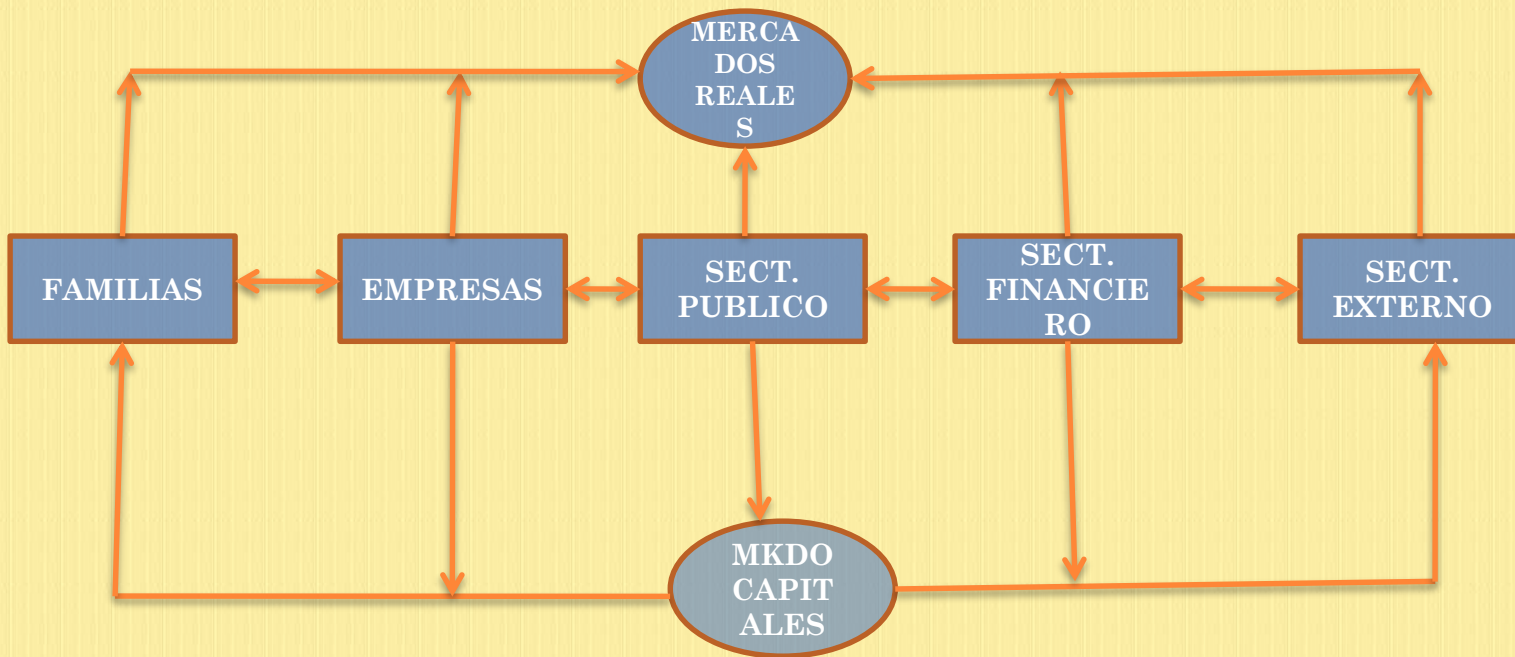 MERCA
DOS
REALE
S
FAMILIAS
EMPRESAS
SECT.
PUBLICO
SECT.
FINANCIE
RO
SECT.
EXTERNO
MKDO
CAPIT
ALES